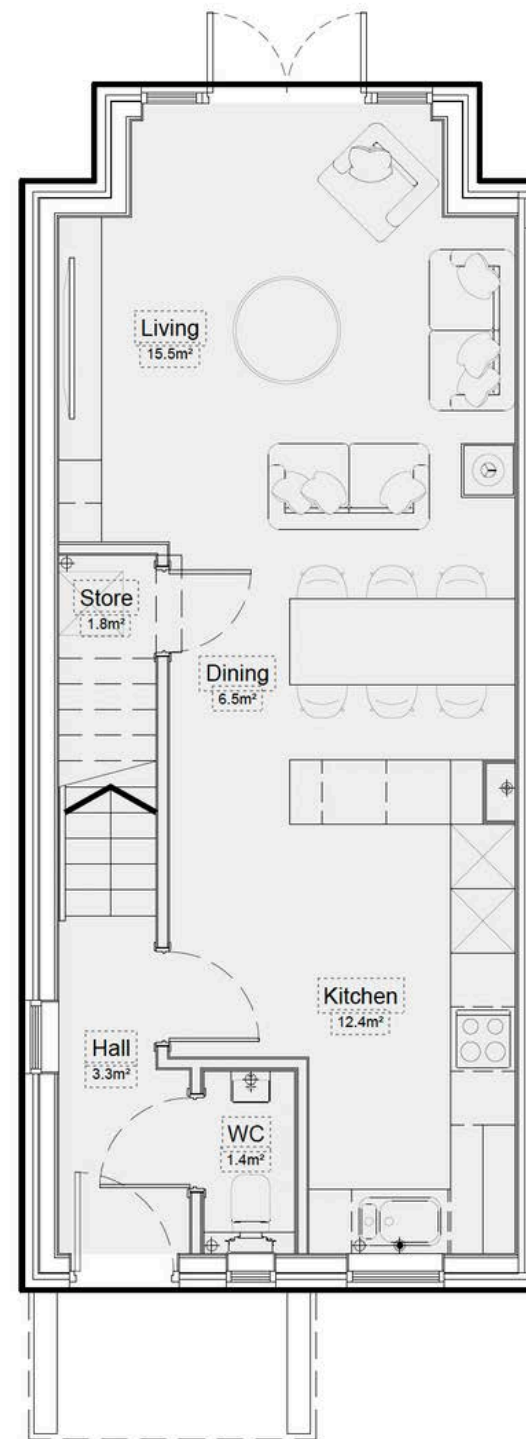 Living
15.5m²
Store
1.8m²
Dining
6.5m²
Kitchen
12.4m²
Hall
3.3m²
WC
1.4m²